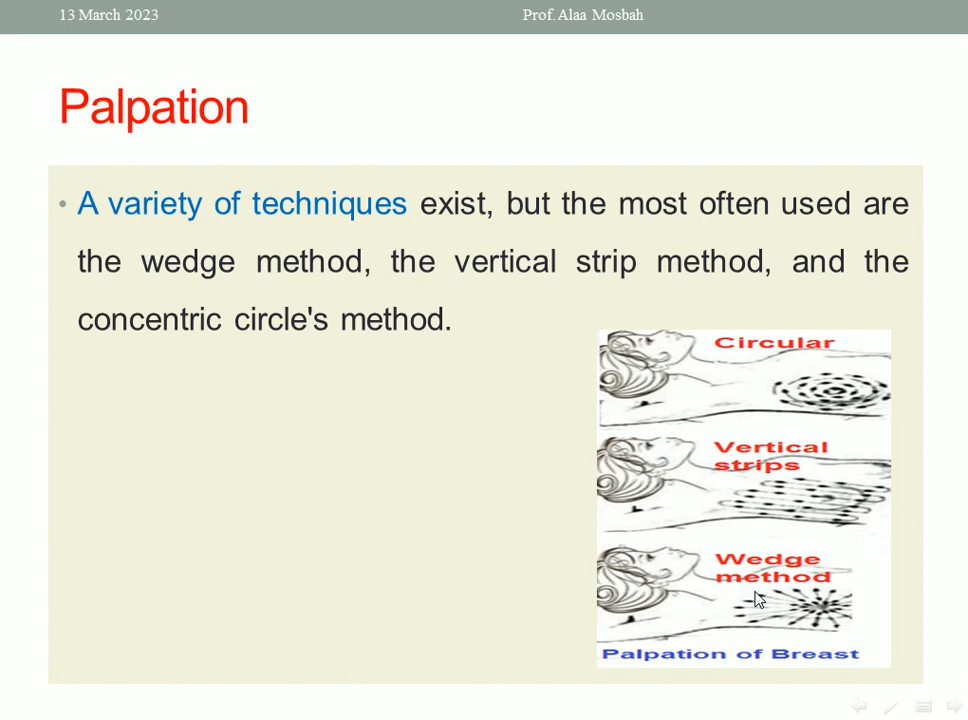 13 March 2023 Prof. Alaa Mosbah
Palpation
• A variety of techniques exist, but the most often used are
the wedge method, the vertical strip method, and the
concentric circle's method.
Circular
Vertical
strips
Wedge
method
Palpation of Breast